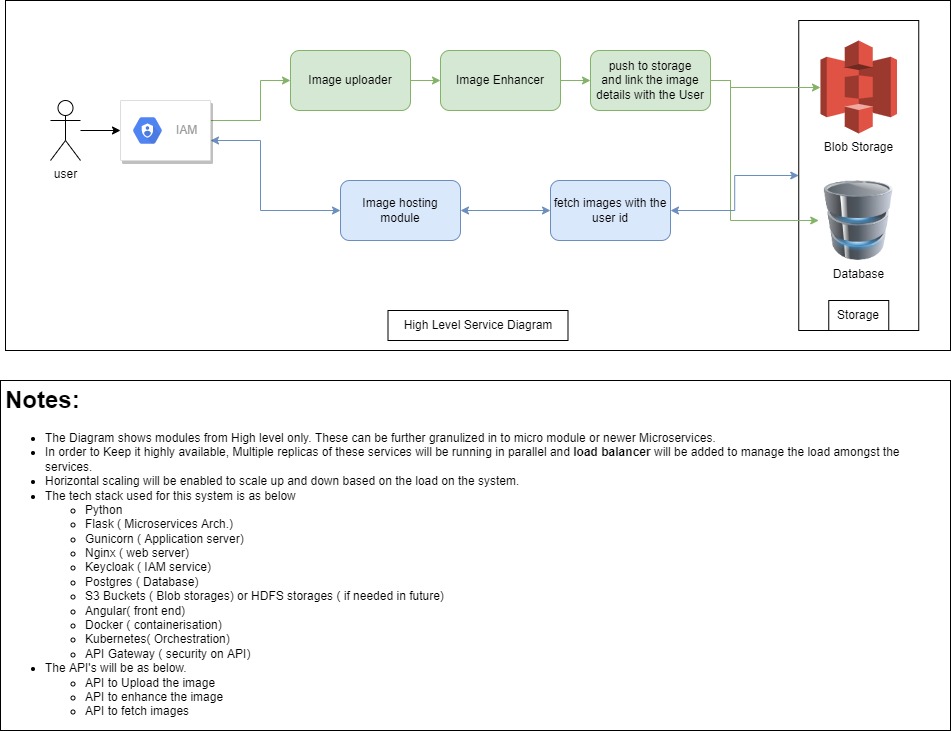 user
IAM
Image uploader
Image Enhancer
push to storage
and link the image
details with the User
Image hosting
module
fetch images with the
user id
Blob Storage
Database
Storage
High Level Service Diagram
Notes:
The Diagram shows modules from High level only. These can be further granulized in to micro module or newer Microservices.
In order to Keep it highly available, Multiple replicas of these services will be running in parallel and load balancer will be added to manage the load amongst the
services.
Horizontal scaling will be enabled to scale up and down based on the load on the system.
The tech stack used for this system is as below
Python
Flask ( Microservices Arch.)
Gunicorn ( Application server)
Nginx ( web server)
Keycloak ( IAM service)
Postgres ( Database)
S3 Buckets ( Blob storages) or HDFS storages ( if needed in future)
Angular( front end)
Docker ( containerisation)
Kubernetes( Orchestration)
API Gateway ( security on API)
The API's will be as below.
API to Upload the image
API to enhance the image
API to fetch images